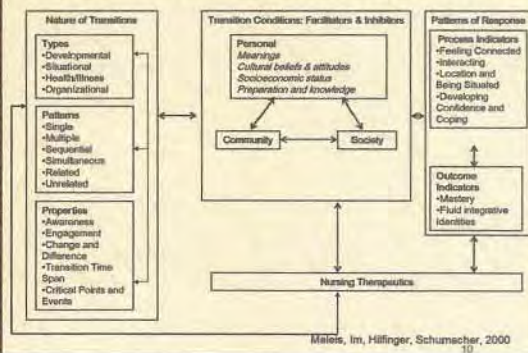 Nature of Transitions
Types
•Developmental
•Situational
•Health/Illness
•Organizational
Patterns
•Single
•Multiple
•Sequential
•Simultaneous
•Related
•Unrelated
Properties
•Awareness
•Engagement
•Change and
Difference
•Transition Time
Span
•Critical Points and
Events
Transition Conditions: Facilitators & Inhibitors
Personal
Meanings
Cultural beliefs & attitudes
Socioeconomic status
Preparation and knowledge
Community
Society
Patterns of Response
Process Indicators
•Feeling Connected
•Interacting
•Location and
Being Situated
•Developing
Confidence and
Coping
Outcome
Indicators
•Mastery
•Fluid integrative
Identities
Nursing Therapeutics
Meleis, Im, Hilfinger, Schumacher, 2000
10